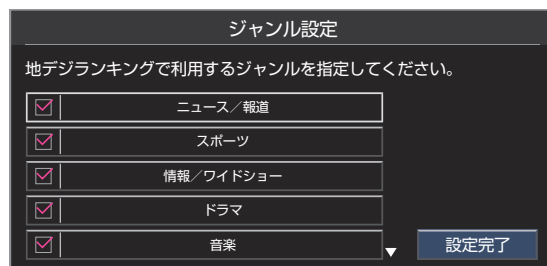 ジャンル設定
地デジランキングで利用するジャンルを指定してください。
ニュース／報道
スポーツ
情報／ワイドショー
ドラマ
音楽
設定完了